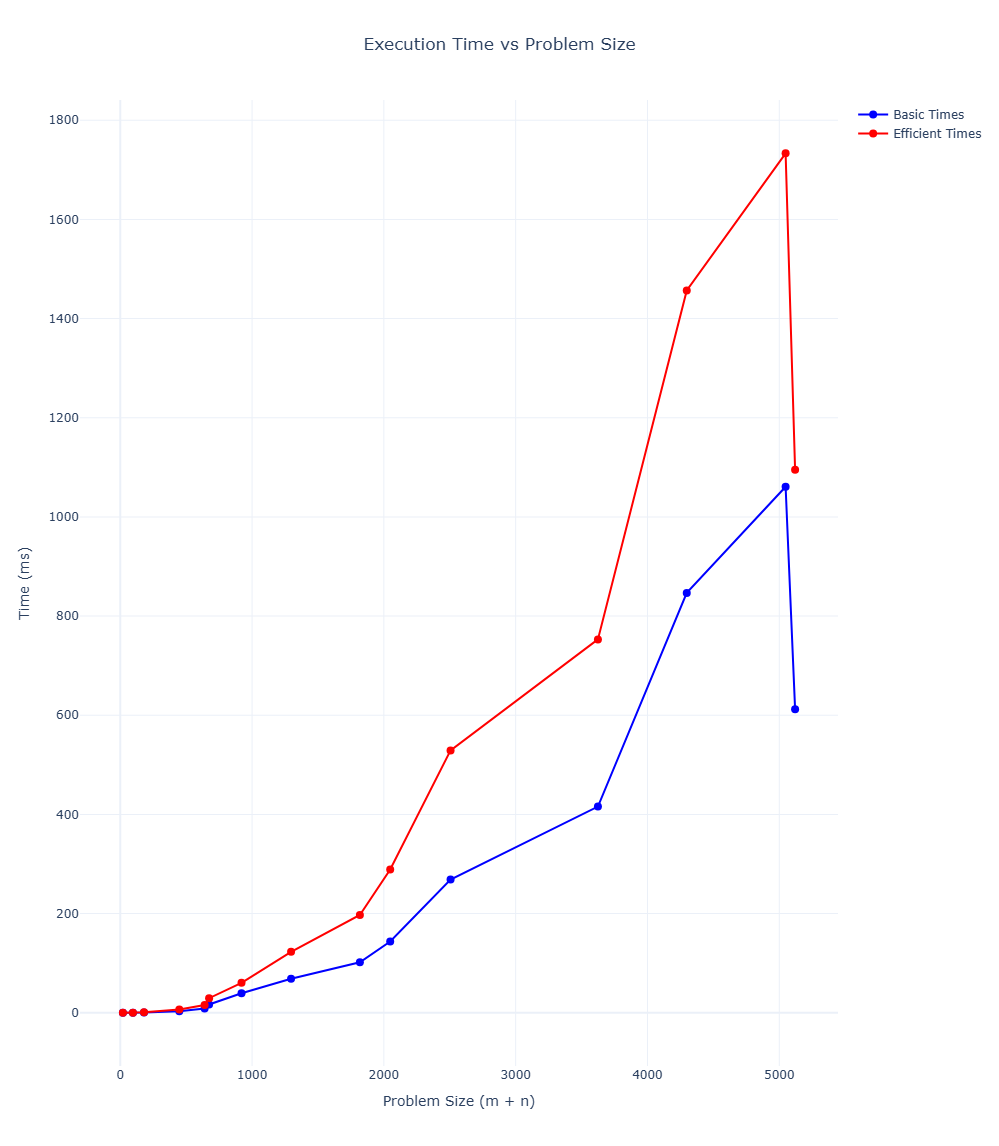 Execution Time vs Problem Size
Basic Times
Efficient Times
1800
1600
1400
1200
1000
800
600
400
200
0
Time (ms)
0 1000 2000 3000 4000 5000
Problem Size (m + n)